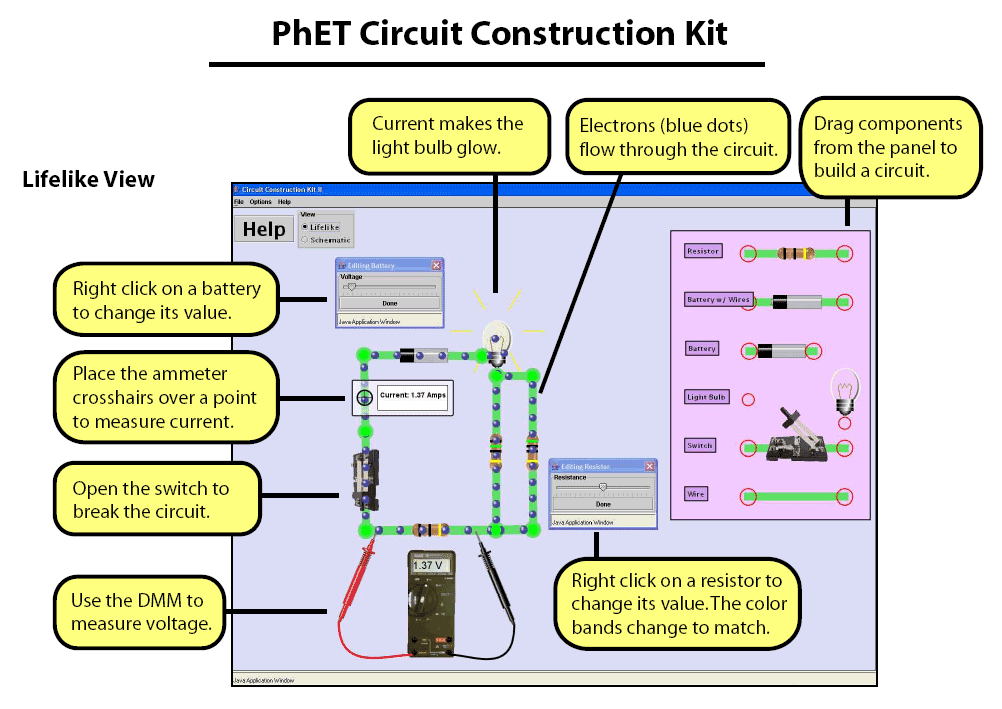 PhET Circuit Construction Kit
Current makes the
light bulb glow.
Electrons (blue dots)
flow through the circuit.
Drag components
from the panel to
build a circuit.
Lifelike View
Circuit Construction Kit II
File Options Help
Help
View
Lifelike
Schematic
Right click on a battery
to change its value.
Editing Battery
Voltage
Done
Java Application Window
Resistor
Battery w/ Wires
Battery
Light Bulb
Switch
Wire
Place the ammeter
crosshairs over a point
to measure current.
Current: 1.37 Amps
Open the switch to
break the circuit.
Editing Resistor
Resistance
Done
Java Application Window
Use the DMM to
measure voltage.
1.37 V
Right click on a resistor to
change its value. The color
bands change to match.
Java Application Window